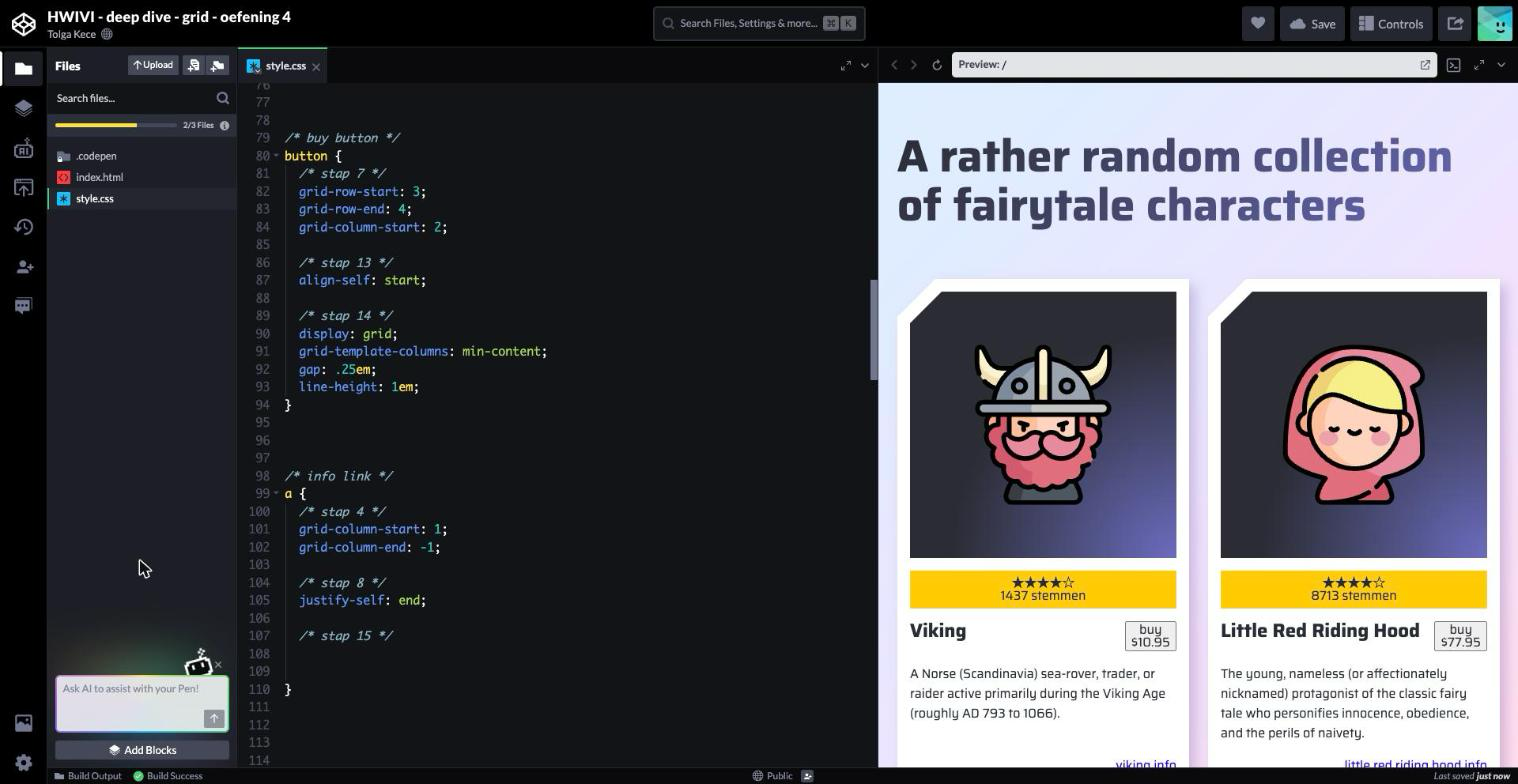 HWIVI - deep dive - grid - oefening 4
Tolga Kece
Search Files, Settings & more... ⌘ K
Save
Controls
Files
Upload
style.css
Preview: /
Search files...
2/3 Files
.codepen
index.html
style.css
76
77
78
79 /* buy button */
80 button {
81 /* stap 7 */
82 grid-row-start: 3;
83 grid-row-end: 4;
84 grid-column-start: 2;
85
86 /* stap 13 */
87 align-self: start;
88
89 /* stap 14 */
90 display: grid;
91 grid-template-columns: min-content;
92 gap: .25em;
93 line-height: 1em;
94 }
95
96
97
98 /* info link */
99 a {
100 /* stap 4 */
101 grid-column-start: 1;
102 grid-column-end: -1;
103
104 /* stap 8 */
105 justify-self: end;
106
107 /* stap 15 */
108
109
110 }
111
112
113
114
A rather random collection
of fairytale characters
★★★★☆
1437 stemmen
Viking
buy
$10.95
A Norse (Scandinavia) sea-rover, trader, or
raider active primarily during the Viking Age
(roughly AD 793 to 1066).
viking info
★★★★☆
8713 stemmen
Little Red Riding Hood
buy
$77.95
The young, nameless (or affectionately
nicknamed) protagonist of the classic fairy
tale who personifies innocence, obedience,
and the perils of naivety.
little red riding hood info
AI
Ask AI to assist with your Pen!
Add Blocks
Build Output
Build Success
Public
Last saved just now